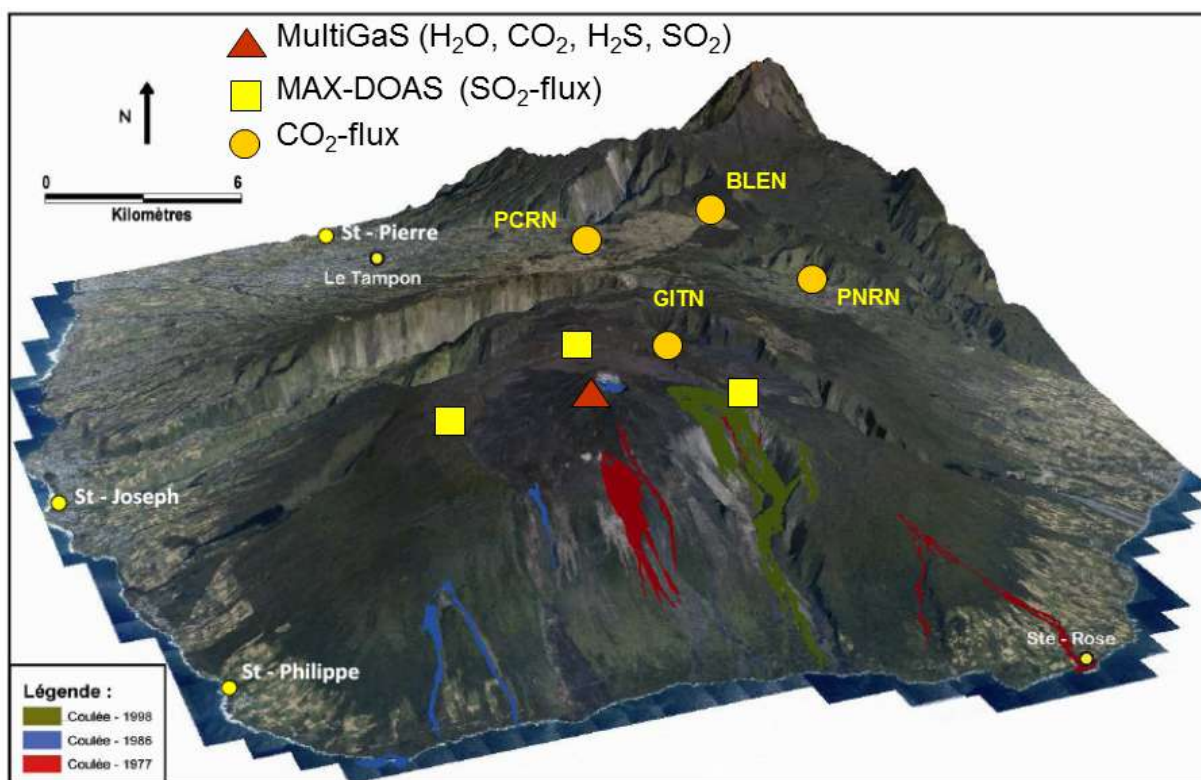 MultiGaS (H₂O, CO₂, H₂S, SO₂)
MAX-DOAS (SO₂-flux)
CO₂-flux
N
0 6
Kilomètres
BLEN
PCRN
St - Pierre
Le Tampon
GITN
PNRN
St - Joseph
Ste - Rose
St - Philippe
Légende :
Coulée - 1998
Coulée - 1986
Coulée - 1977